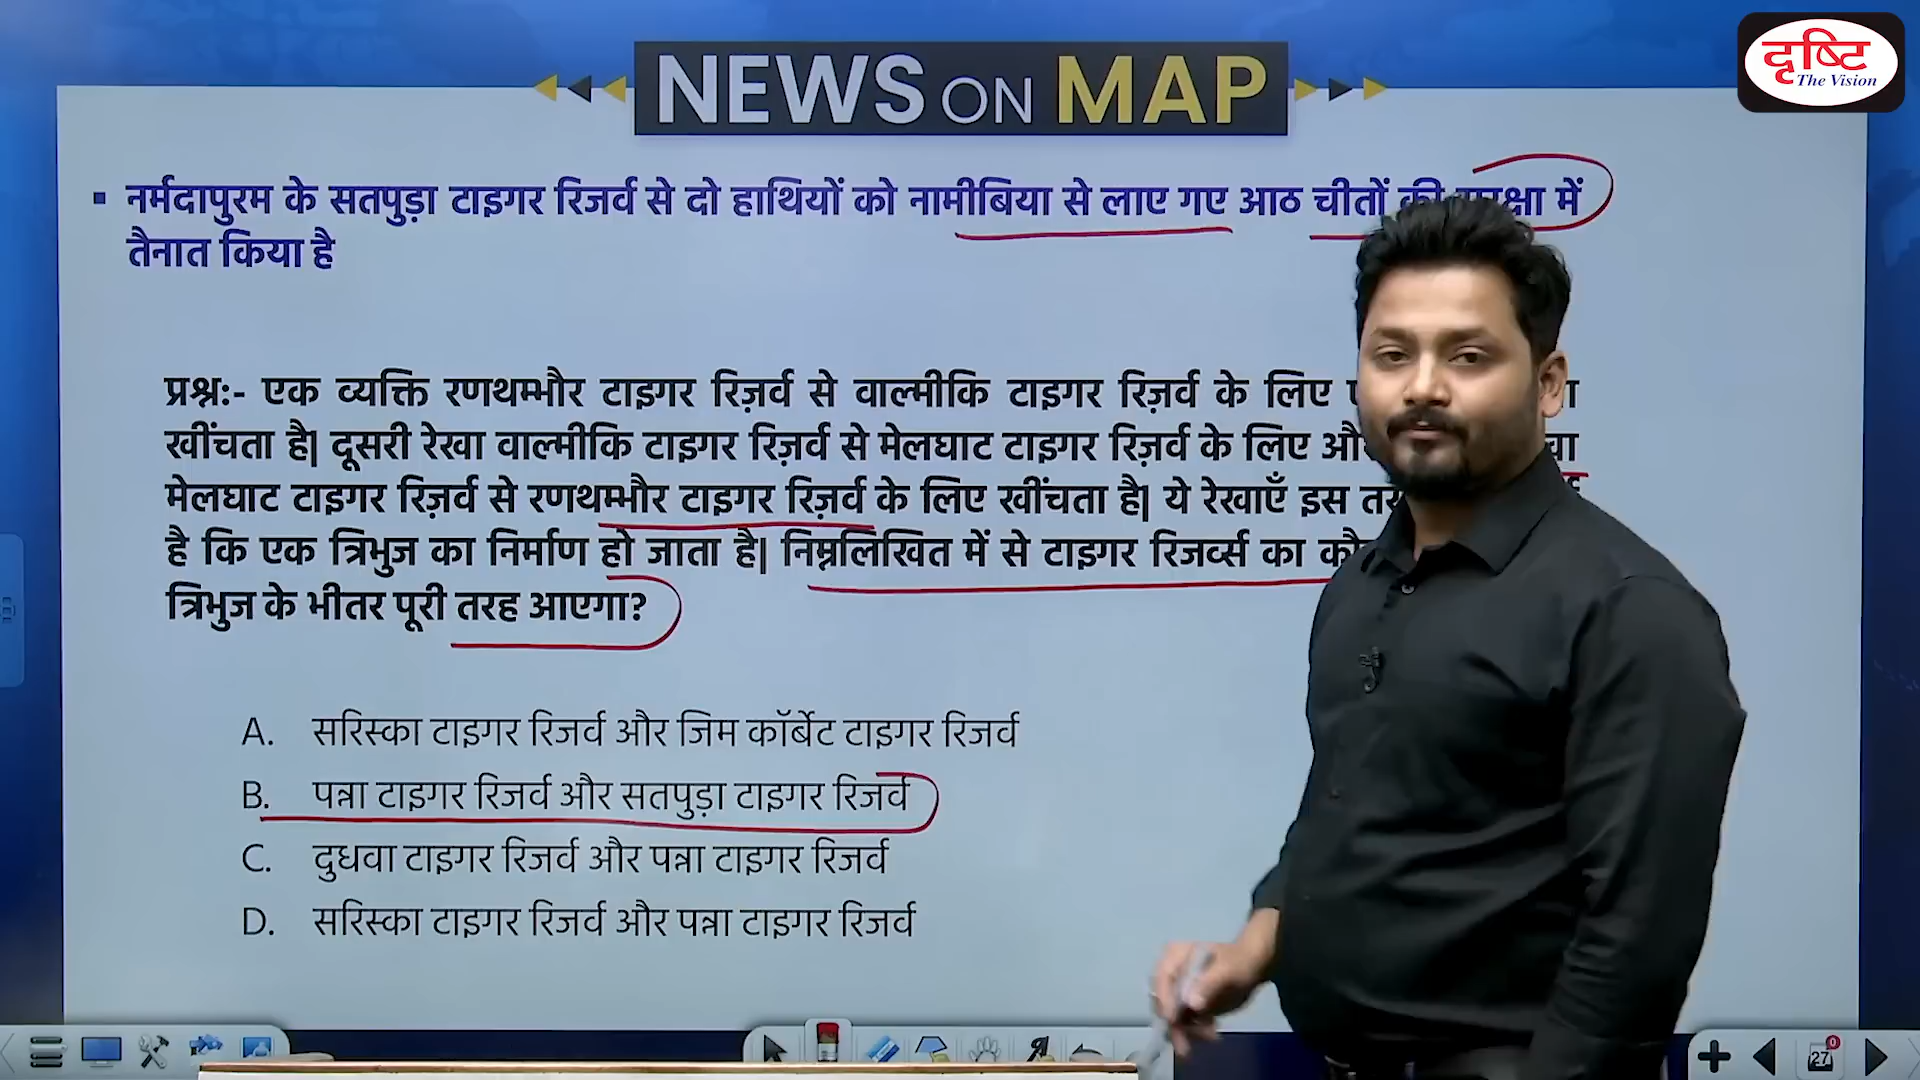 दृष्टि
The Vision
NEWS ON MAP
▪ नर्मदापुरम के सतपुड़ा टाइगर रिजर्व से दो हाथियों को नामीबिया से लाए गए आठ चीतों की सुरक्षा में
तैनात किया है
प्रश्न:- एक व्यक्ति रणथम्भौर टाइगर रिज़र्व से वाल्मीकि टाइगर रिज़र्व के लिए
खींचता है| दूसरी रेखा वाल्मीकि टाइगर रिज़र्व से मेलघाट टाइगर रिज़र्व के लिए
मेलघाट टाइगर रिज़र्व से रणथम्भौर टाइगर रिज़र्व के लिए खींचता है| ये रेखाएँ इस
है कि एक त्रिभुज का निर्माण हो जाता है| निम्नलिखित में से टाइगर रिजर्व्स का
त्रिभुज के भीतर पूरी तरह आएगा?
A. सरिस्का टाइगर रिजर्व और जिम कॉर्बेट टाइगर रिजर्व
B. पन्ना टाइगर रिजर्व और सतपुड़ा टाइगर रिजर्व
C. दुधवा टाइगर रिजर्व और पन्ना टाइगर रिजर्व
D. सरिस्का टाइगर रिजर्व और पन्ना टाइगर रिजर्व
0
27